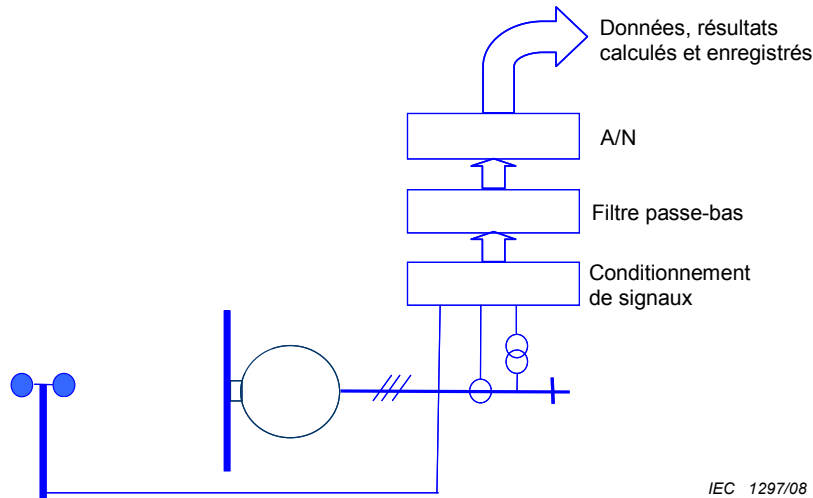 Données, résultats
calculés et enregistrés
A/N
Filtre passe-bas
Conditionnement
de signaux
IEC 1297/08